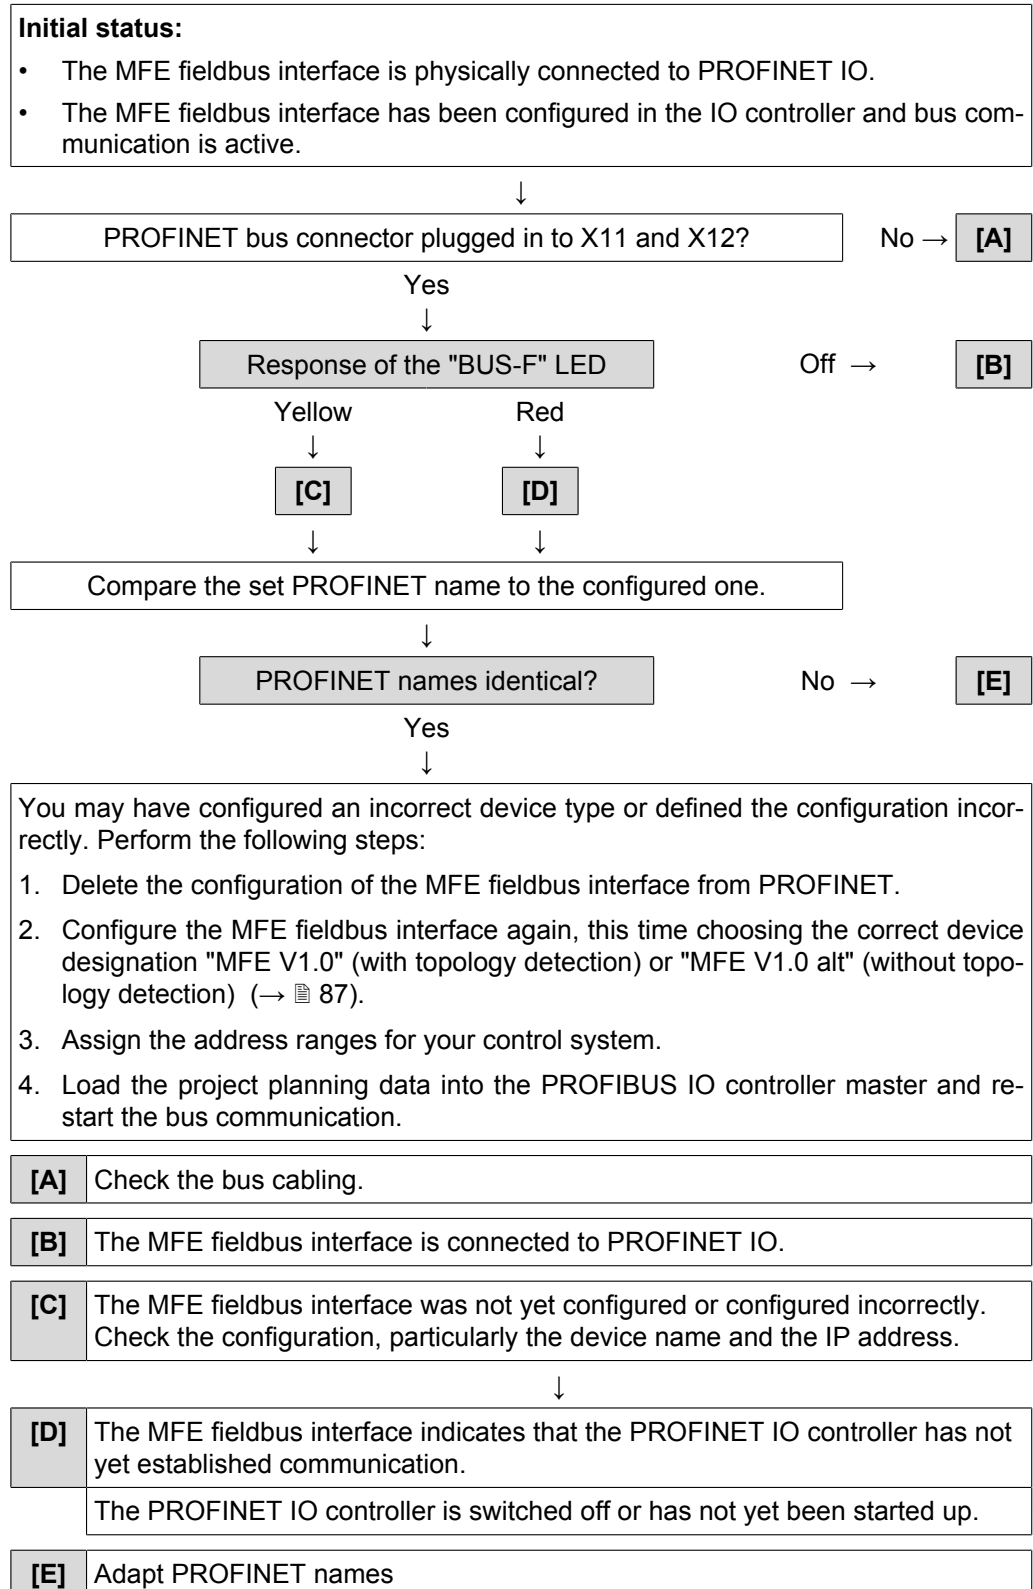 Initial status:
• The MFE fieldbus interface is physically connected to PROFINET IO.
• The MFE fieldbus interface has been configured in the IO controller and bus com-
munication is active.
↓
PROFINET bus connector plugged in to X11 and X12? No → [A]
Yes
↓
Response of the "BUS-F" LED Off → [B]
Yellow Red
↓ ↓
[C] [D]
↓ ↓
Compare the set PROFINET name to the configured one.
↓
PROFINET names identical? No → [E]
Yes
↓
You may have configured an incorrect device type or defined the configuration incor-
rectly. Perform the following steps:
1. Delete the configuration of the MFE fieldbus interface from PROFINET.
2. Configure the MFE fieldbus interface again, this time choosing the correct device
designation "MFE V1.0" (with topology detection) or "MFE V1.0 alt" (without topo-
logy detection) (→ 🗎 87).
3. Assign the address ranges for your control system.
4. Load the project planning data into the PROFIBUS IO controller master and re-
start the bus communication.
[A] Check the bus cabling.
[B] The MFE fieldbus interface is connected to PROFINET IO.
[C] The MFE fieldbus interface was not yet configured or configured incorrectly.
Check the configuration, particularly the device name and the IP address.
↓
[D] The MFE fieldbus interface indicates that the PROFINET IO controller has not
yet established communication.
The PROFINET IO controller is switched off or has not yet been started up.
[E] Adapt PROFINET names